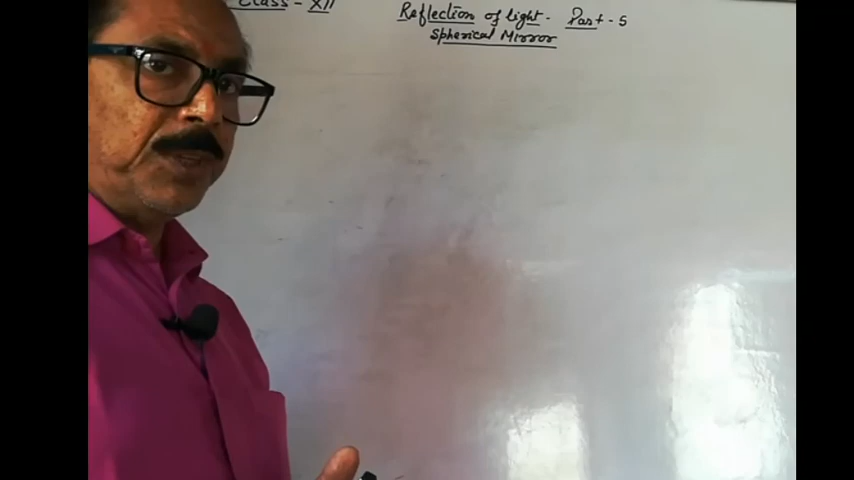 Class - XII
Reflection of light - Part - 5
Spherical Mirror